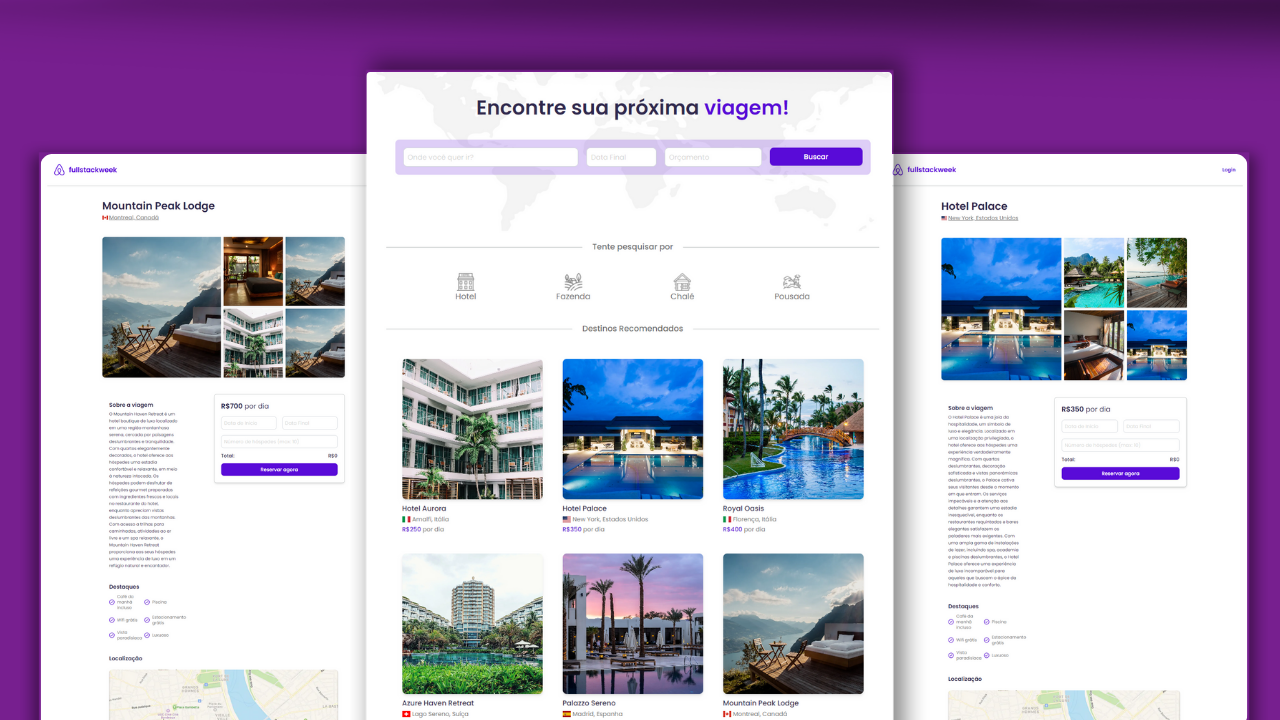 fullstackweek
Mountain Peak Lodge
Montreal, Canadá
Sobre a viagem
O Mountain Haven Retreat é um
hotel boutique de luxo localizado
em uma região montanhosa
serena, cercado por paisagens
deslumbrantes e tranquilidade.
Com quartos elegantemente
decorados, o hotel oferece aos
hóspedes uma estadia
confortável e relaxante, em meio
à natureza intocada. Os
hóspedes podem desfrutar de
refeições gourmet preparadas
com ingredientes frescos e locais
no restaurante do hotel,
enquanto apreciam vistas
deslumbrantes das montanhas.
Com acesso a trilhas para
caminhadas, atividades ao ar
livre e um spa relaxante, o
Mountain Haven Retreat
proporciona aos seus hóspedes
uma experiência de luxo em um
refúgio natural e encantador.
R$700 por dia
Data de Início
Data Final
Número de hóspedes (max: 10)
Total:
R$0
Reservar agora
Destaques
Café da
manhã
incluso
Piscina
Wifi grátis
Estacionamento
grátis
Vista
paradisíaca
Luxuoso
Localização
Encontre sua próxima viagem!
Onde você quer ir?
Data Final
Orçamento
Buscar
Tente pesquisar por
Hotel
Fazenda
Chalé
Pousada
Destinos Recomendados
Hotel Aurora
Amalfi, Itália
R$250 por dia
Hotel Palace
New York, Estados Unidos
R$350 por dia
Royal Oasis
Florença, Itália
R$400 por dia
Azure Haven Retreat
Lago Sereno, Suíça
Palazzo Sereno
Madrid, Espanha
Mountain Peak Lodge
Montreal, Canadá
fullstackweek
Login
Hotel Palace
New York, Estados Unidos
Sobre a viagem
O Hotel Palace é uma joia da
hospitalidade, um símbolo de
luxo e elegância. Localizado em
uma localização privilegiada, o
hotel oferece aos hóspedes uma
experiência verdadeiramente
magnífica. Com quartos
deslumbrantes, decoração
sofisticada e vistas panorâmicas
deslumbrantes, o Palace cativa
seus visitantes desde o momento
em que entram. Os serviços
impecáveis e a atenção aos
detalhes garantem uma estadia
inesquecível, enquanto os
restaurantes requintados e bares
elegantes satisfazem os
paladares mais exigentes. Com
uma ampla gama de instalações
de lazer, incluindo spa, academia
e piscinas deslumbrantes, o Hotel
Palace oferece uma experiência
de luxo incomparável para
aqueles que buscam o ápice da
hospitalidade e conforto.
R$350 por dia
Data de Início
Data Final
Número de hóspedes (max: 10)
Total:
R$0
Reservar agora
Destaques
Café da
manhã
incluso
Piscina
Wifi grátis
Estacionamento
grátis
Vista
paradisíaca
Luxuoso
Localização